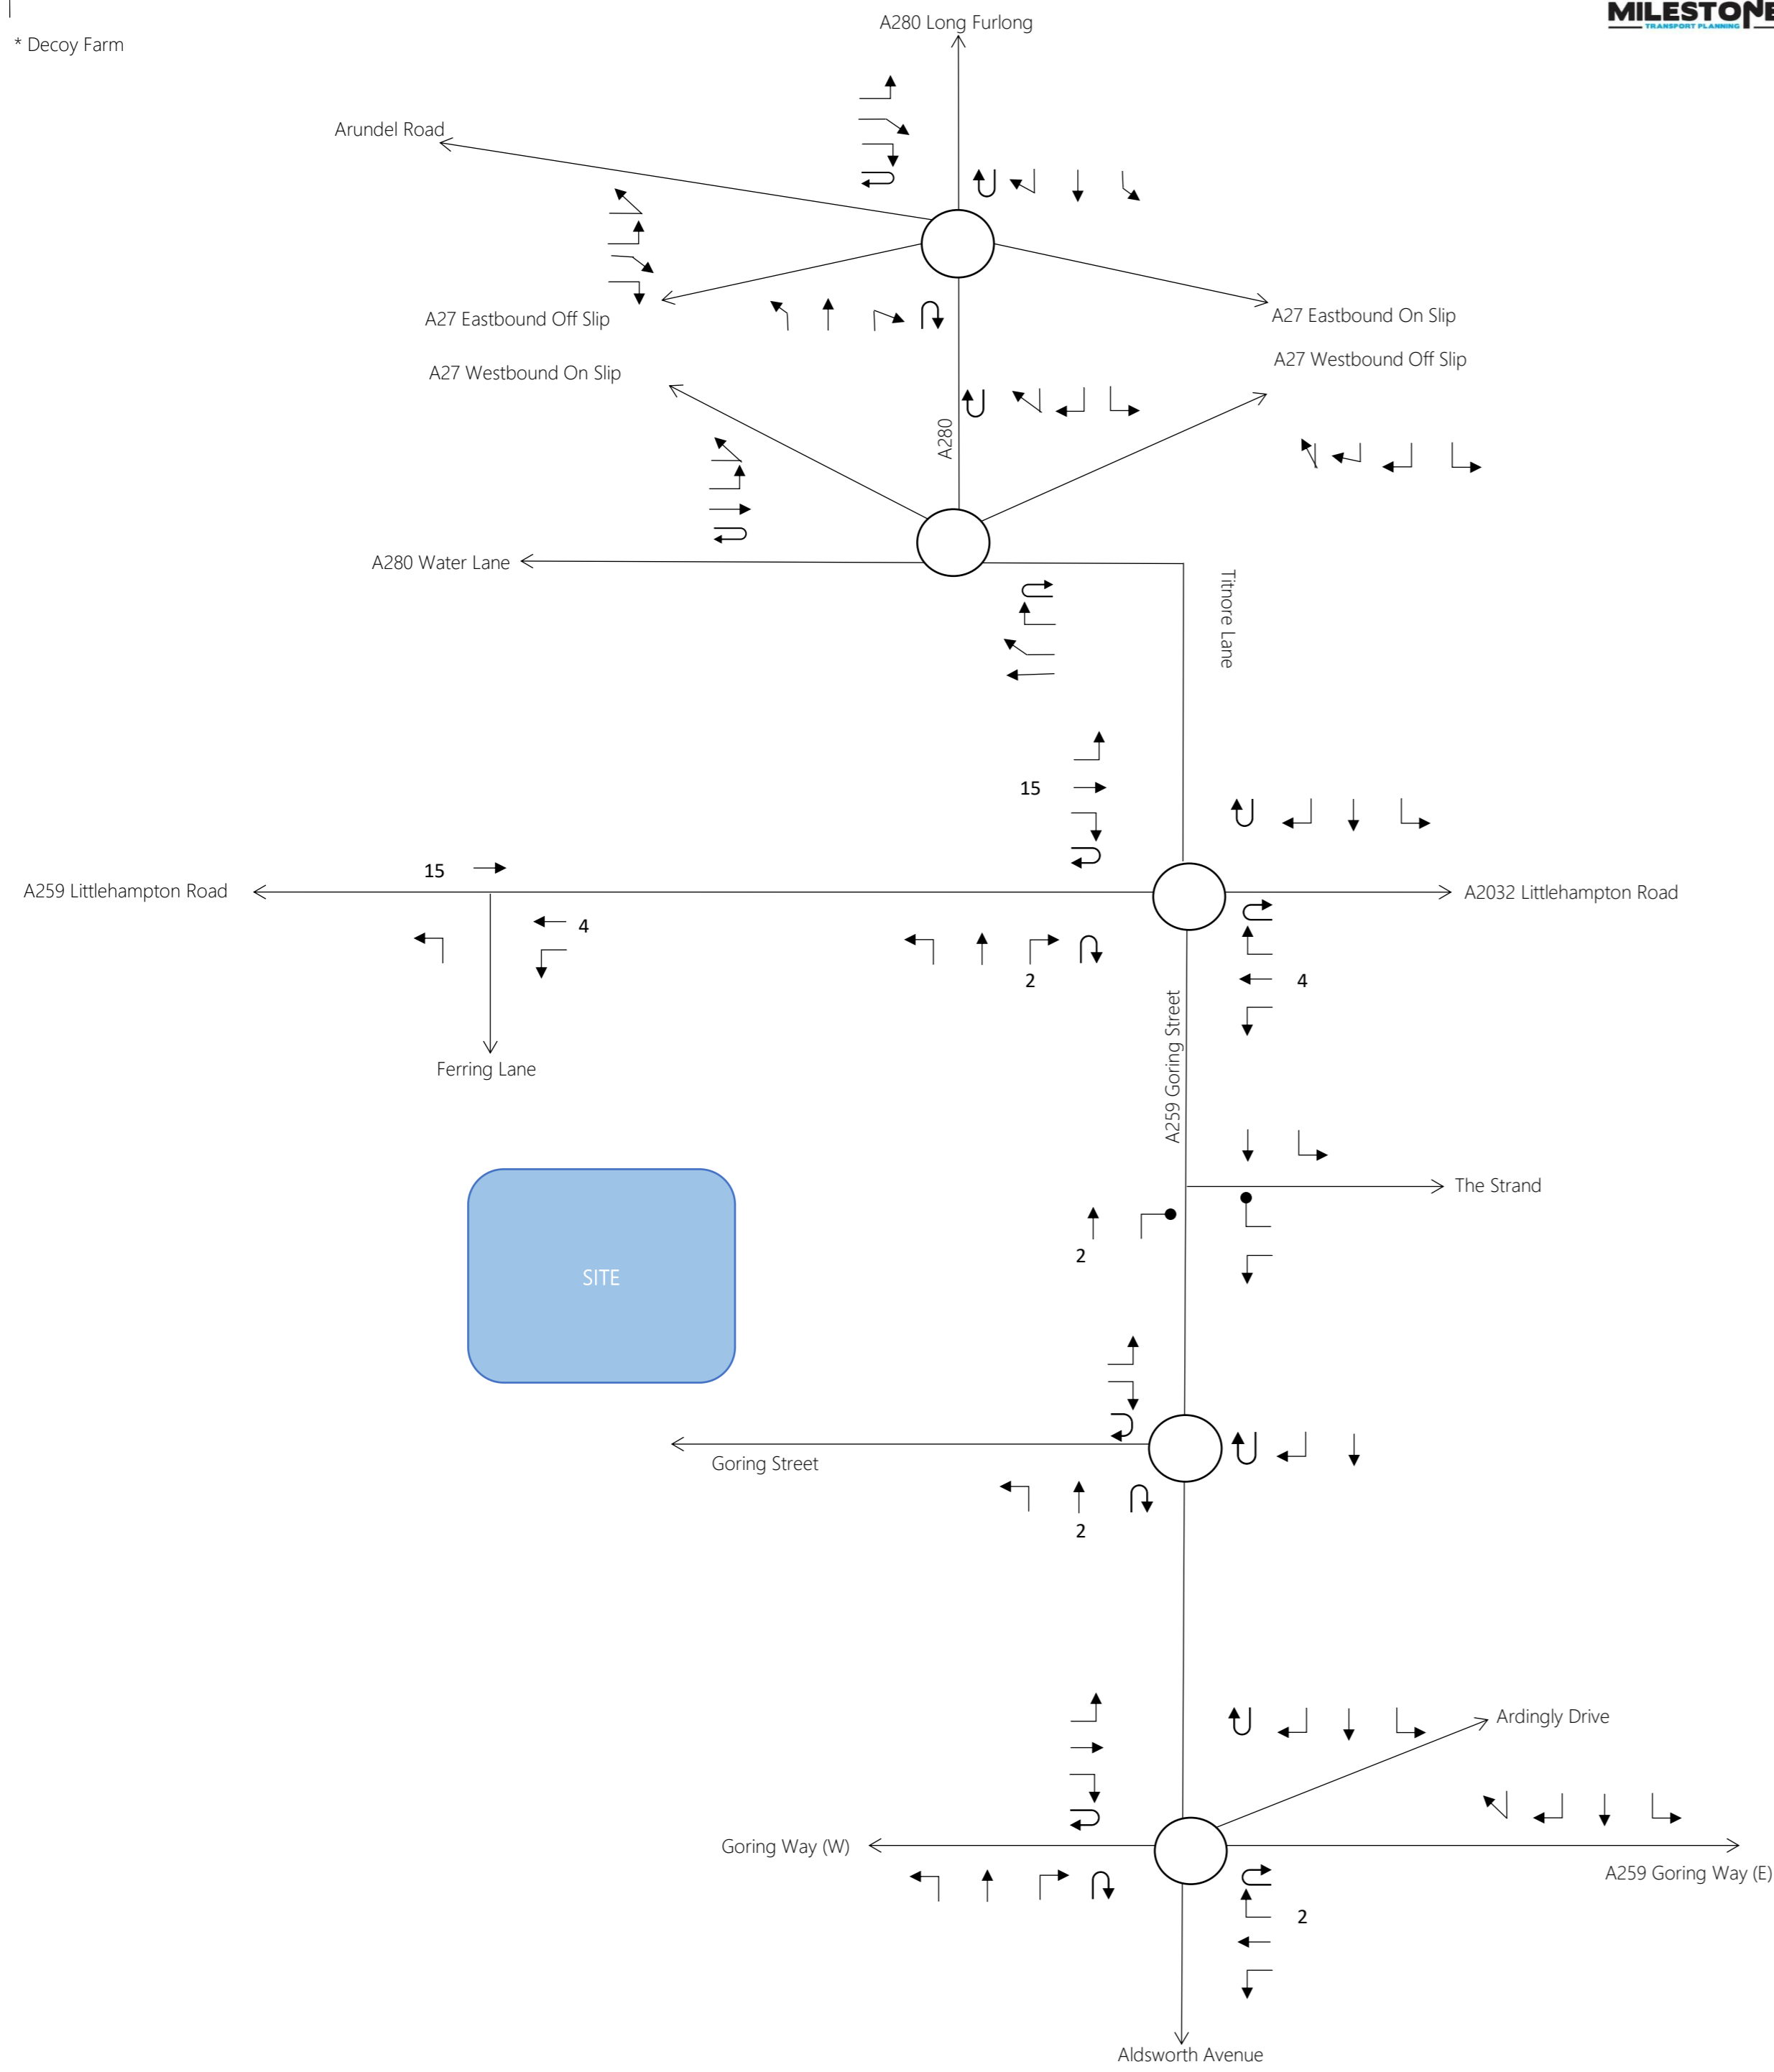 MILESTONE
TRANSPORT PLANNING
* Decoy Farm
A280 Long Furlong
Arundel Road
A27 Eastbound Off Slip
A27 Eastbound On Slip
A27 Westbound On Slip
A27 Westbound Off Slip
A280
A280 Water Lane
Titnore Lane
15
15
A259 Littlehampton Road
A2032 Littlehampton Road
4
2
4
A259 Goring Street
Ferring Lane
The Strand
2
SITE
Goring Street
2
Ardingly Drive
Goring Way (W)
A259 Goring Way (E)
2
Aldsworth Avenue